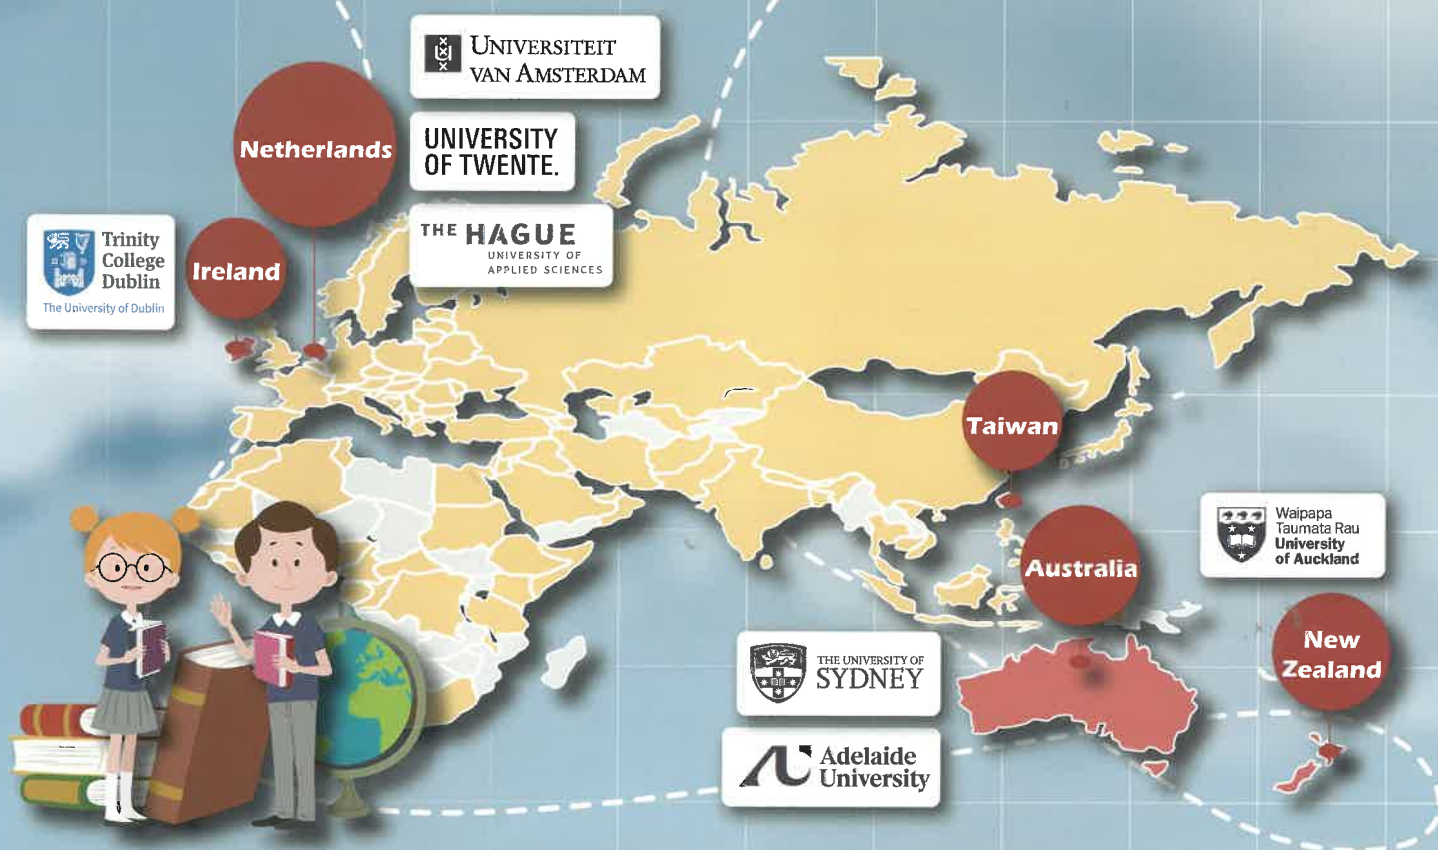 UNIVERSITEIT
VAN AMSTERDAM
Netherlands
UNIVERSITY
OF TWENTE.
THE HAGUE
UNIVERSITY OF
APPLIED SCIENCES
Trinity
College
Dublin
The University of Dublin
Ireland
Taiwan
Australia
Waipapa
Taumata Rau
University
of Auckland
New
Zealand
THE UNIVERSITY OF
SYDNEY
Adelaide
University